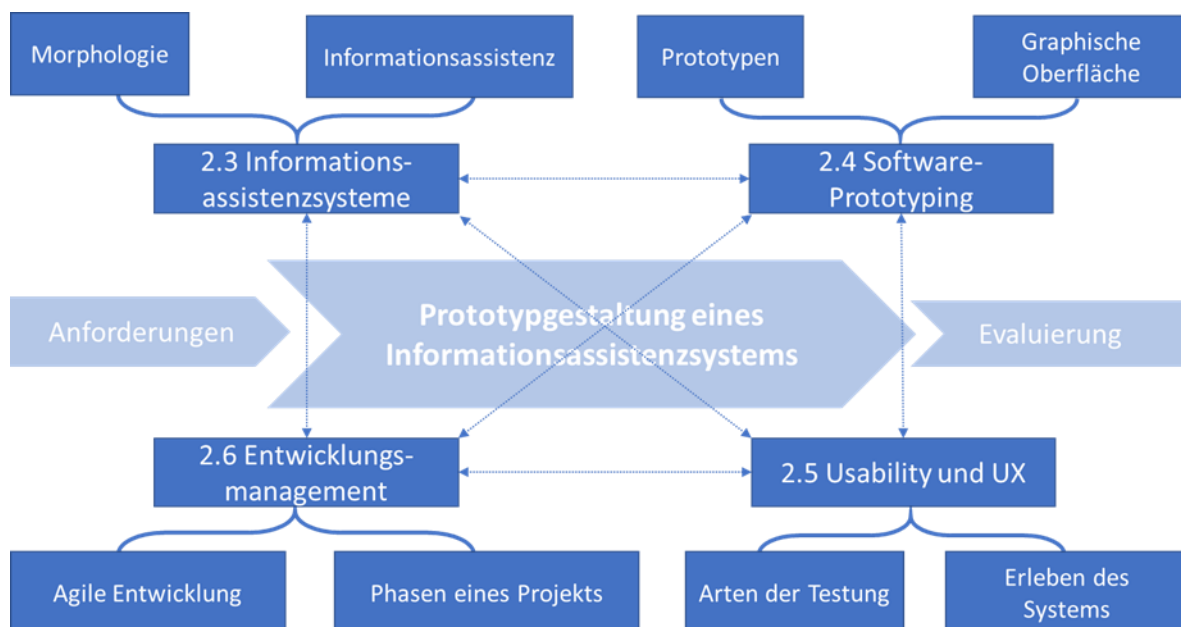 Morphologie
Informationsassistenz
Prototypen
Graphische
Oberfläche
2.3 Informations-
assistenzsysteme
2.4 Software-
Prototyping
Anforderungen
Prototypgestaltung eines
Informationsassistenzsystems
Evaluierung
2.6 Entwicklungs-
management
2.5 Usability und UX
Agile Entwicklung
Phasen eines Projekts
Arten der Testung
Erleben des
Systems